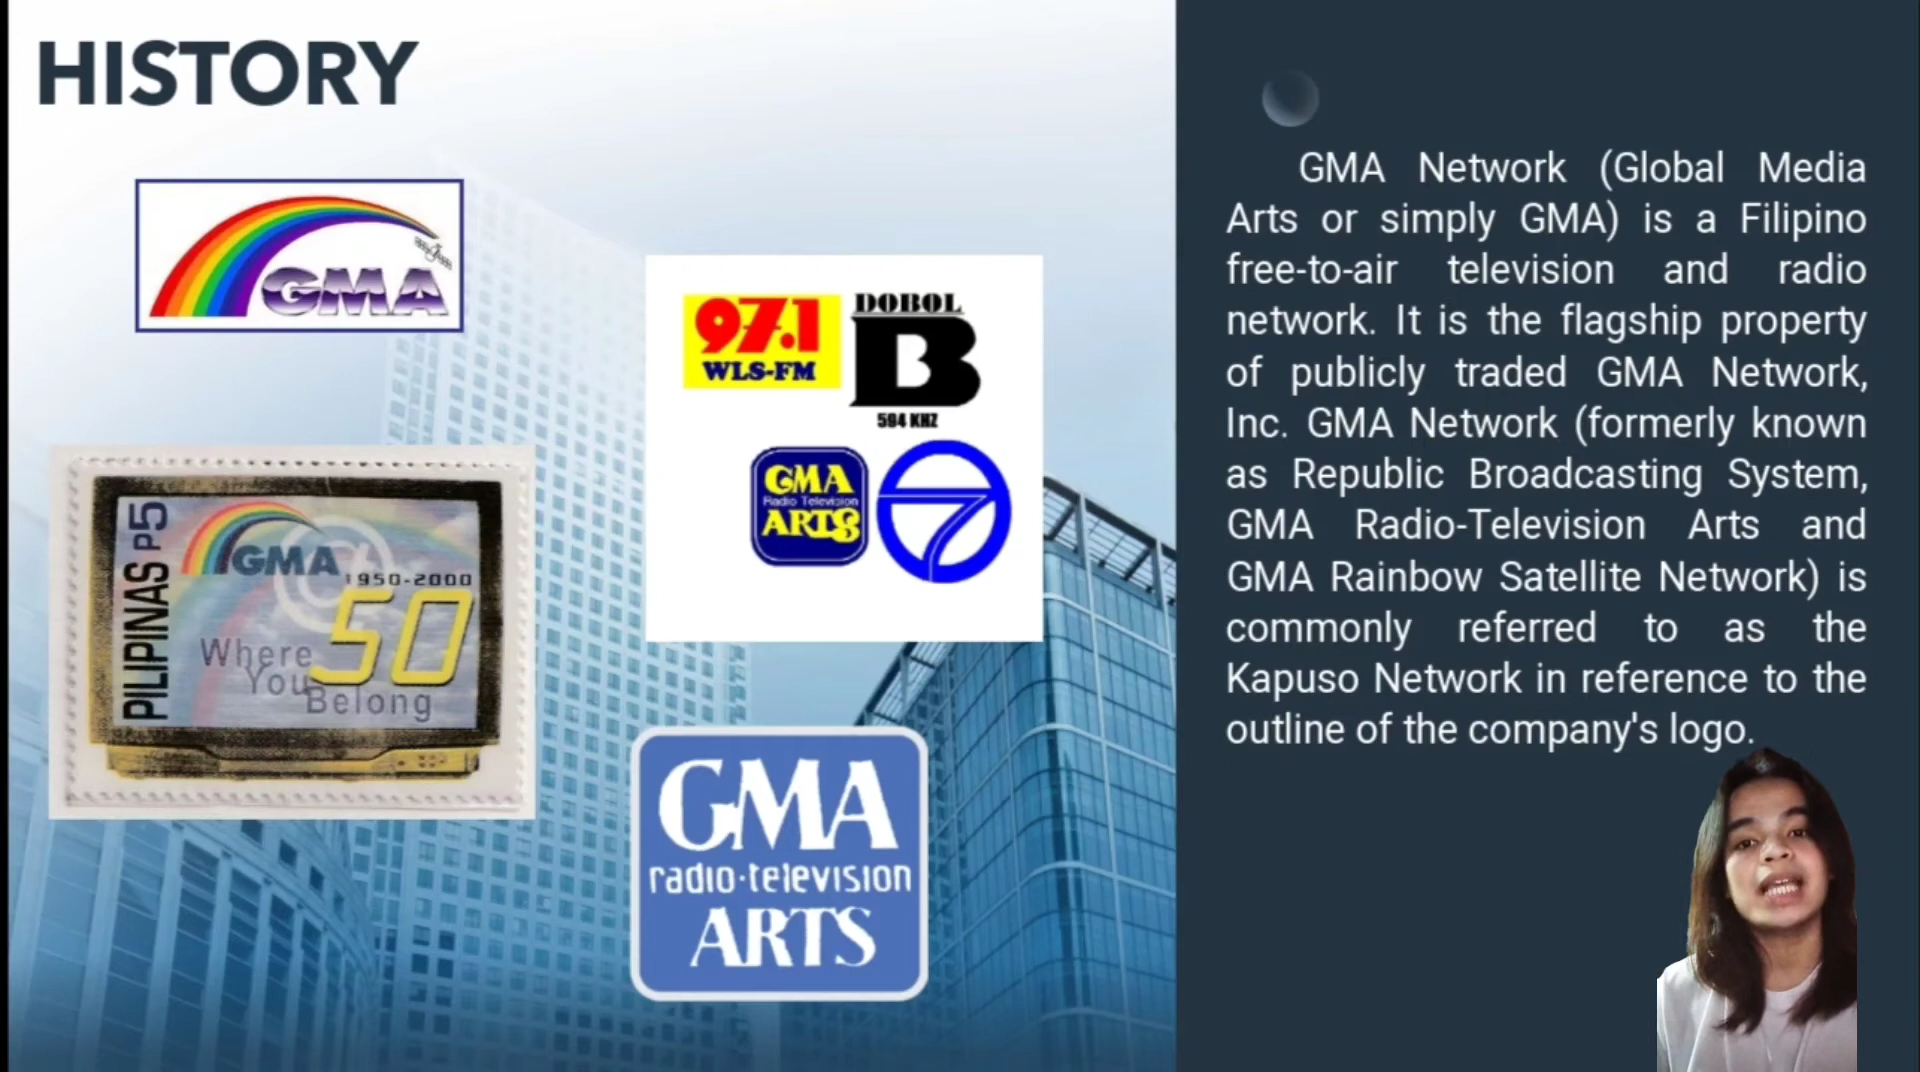 HISTORY
GMA
97.1
WLS-FM
DOBOL
B
594 KHZ
GMA
Radio Television
ARTS
7
PILIPINAS P5
GMA
1950-2000
50
Where
You
Belong
GMA
radio-television
ARTS
GMA Network (Global Media
Arts or simply GMA) is a Filipino
free-to-air television and radio
network. It is the flagship property
of publicly traded GMA Network,
Inc. GMA Network (formerly known
as Republic Broadcasting System,
GMA Radio-Television Arts and
GMA Rainbow Satellite Network) is
commonly referred to as the
Kapuso Network in reference to the
outline of the company's logo.